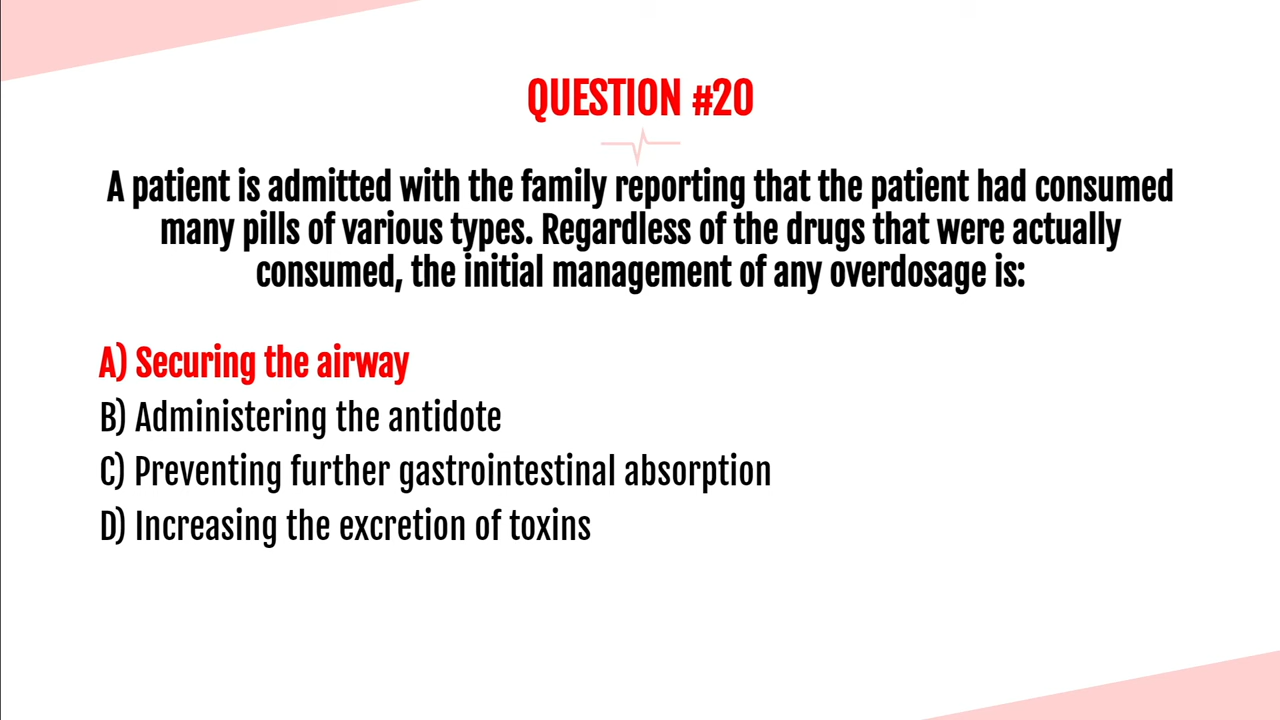 QUESTION #20
A patient is admitted with the family reporting that the patient had consumed
many pills of various types. Regardless of the drugs that were actually
consumed, the initial management of any overdosage is:
A) Securing the airway
B) Administering the antidote
C) Preventing further gastrointestinal absorption
D) Increasing the excretion of toxins